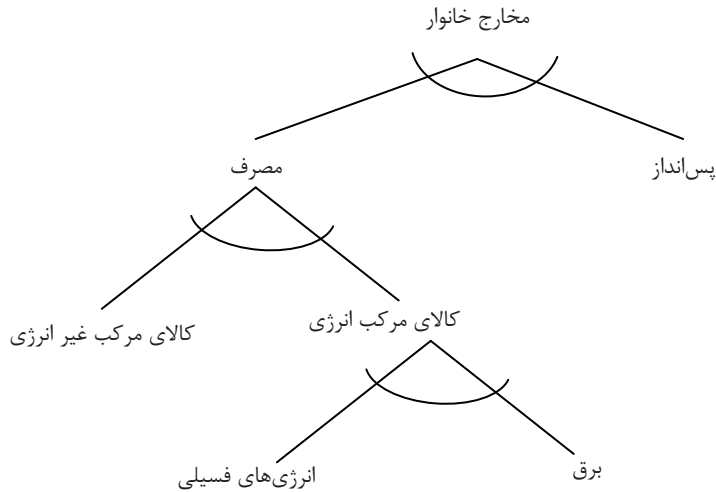 مخارج خانوار
پس‌انداز
مصرف
کالای مرکب انرژی
کالای مرکب غیر انرژی
برق
انرژی‌های فسیلی